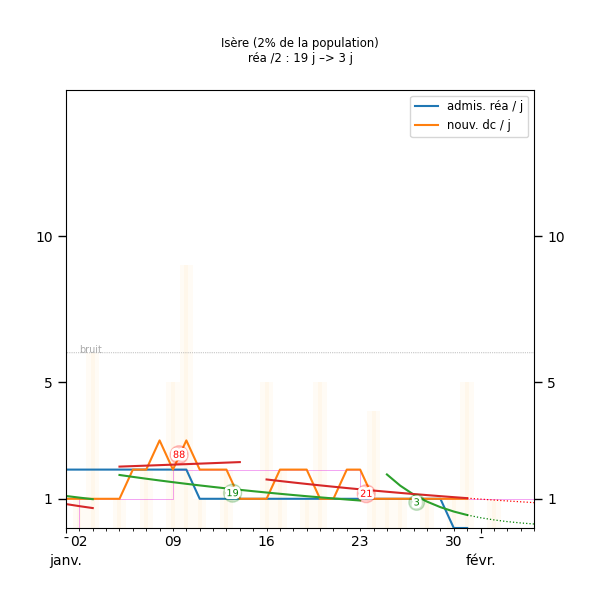 Isère (2% de la population)
réa /2 : 19 j –> 3 j
admis. réa / j
nouv. dc / j
10
10
bruit
5
5
88
19
21
3
1
1
02
09
16
23
30
janv.
févr.